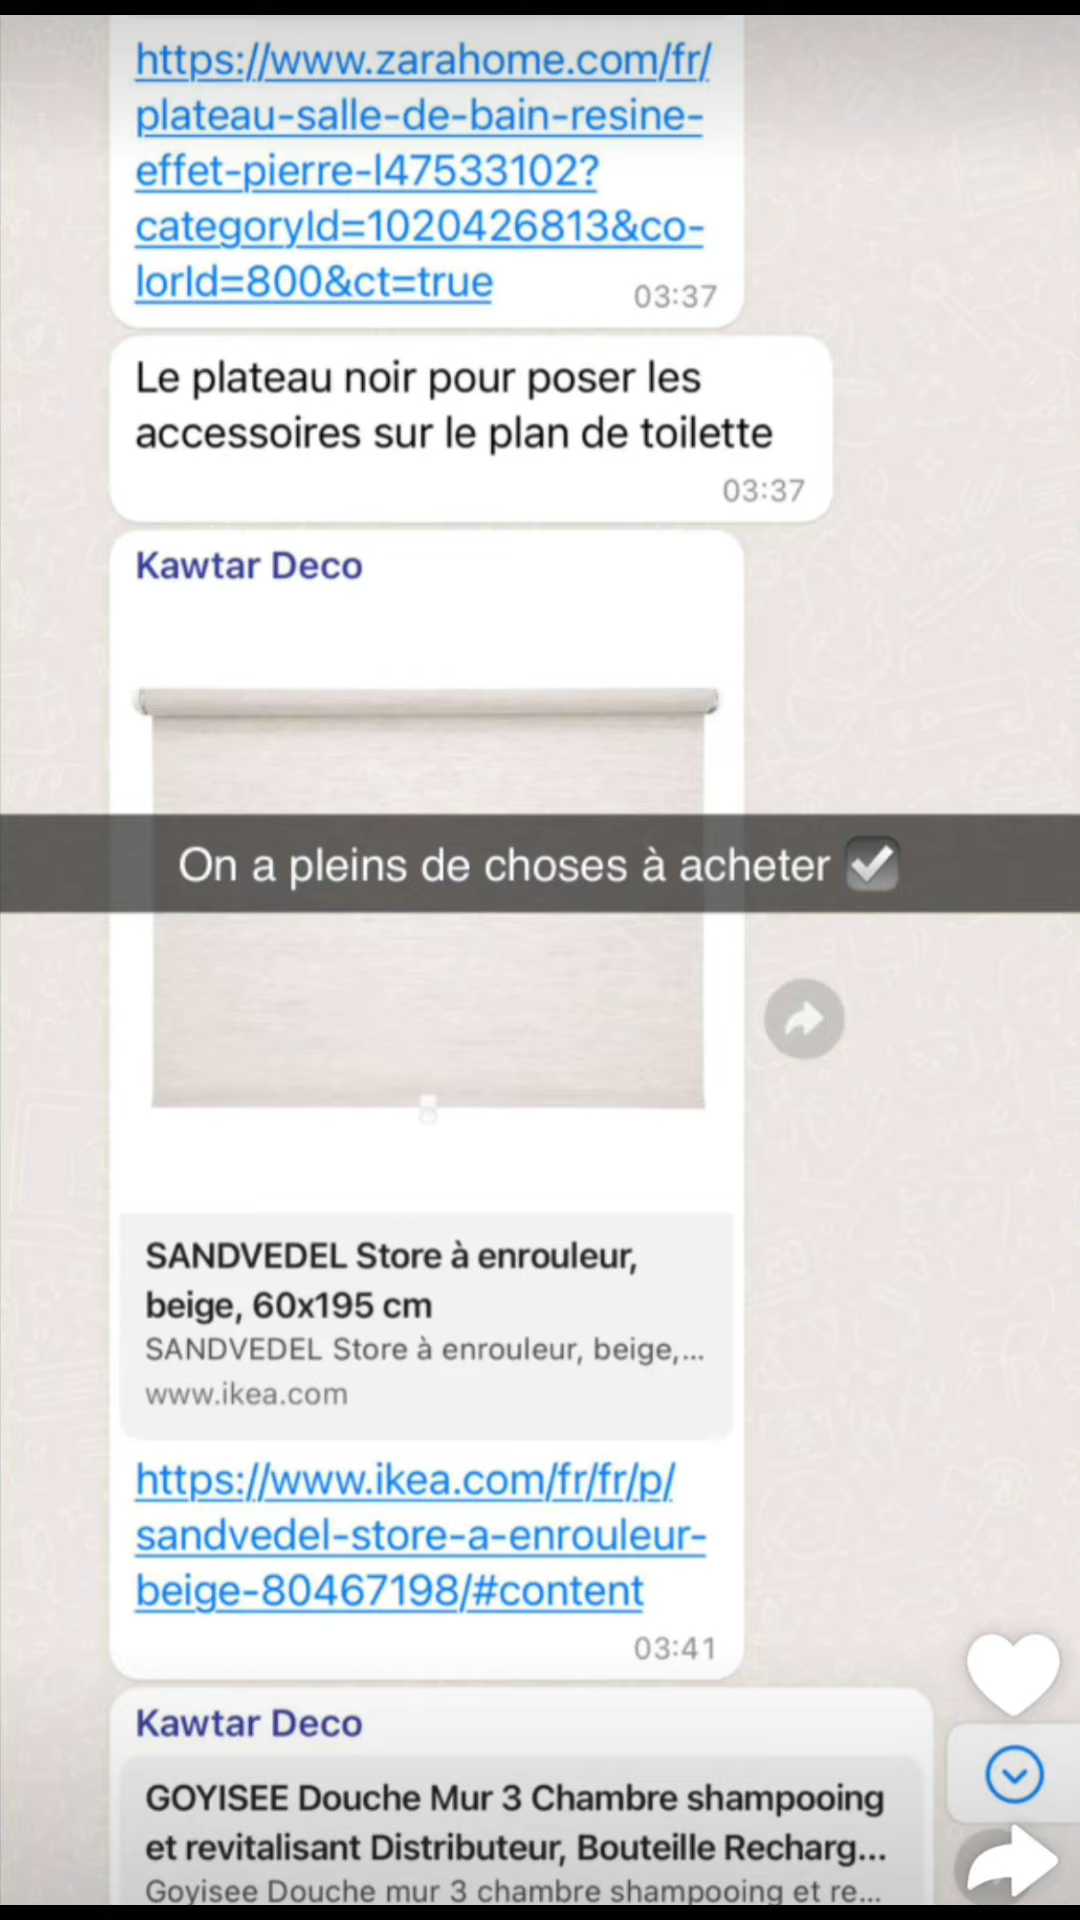 https://www.zarahome.com/fr/
plateau-salle-de-bain-resine-
effet-pierre-l47533102?
categoryId=1020426813&co-
lorId=800&ct=true
03:37
Le plateau noir pour poser les
accessoires sur le plan de toilette
03:37
Kawtar Deco
On a pleins de choses à acheter
SANDVEDEL Store à enrouleur,
beige, 60x195 cm
SANDVEDEL Store à enrouleur, beige,...
www.ikea.com
https://www.ikea.com/fr/fr/p/
sandvedel-store-a-enrouleur-
beige-80467198/#content
03:41
Kawtar Deco
GOYISEE Douche Mur 3 Chambre shampooing
et revitalisant Distributeur, Bouteille Recharg...
Goyisee Douche mur 3 chambre shampooing et re...